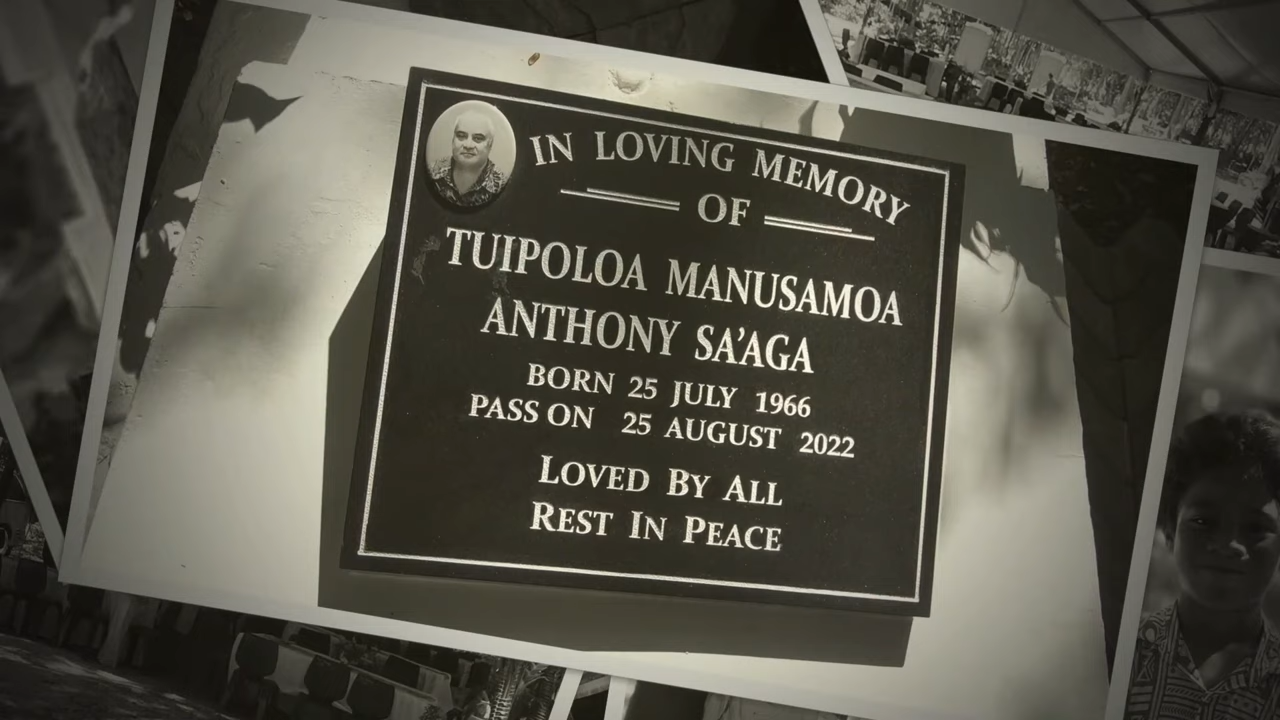 IN LOVING MEMORY
OF
TUIPOLOA MANUSAMOA
ANTHONY SA'AGA
BORN 25 JULY 1966
PASS ON 25 AUGUST 2022
LOVED BY ALL
REST IN PEACE